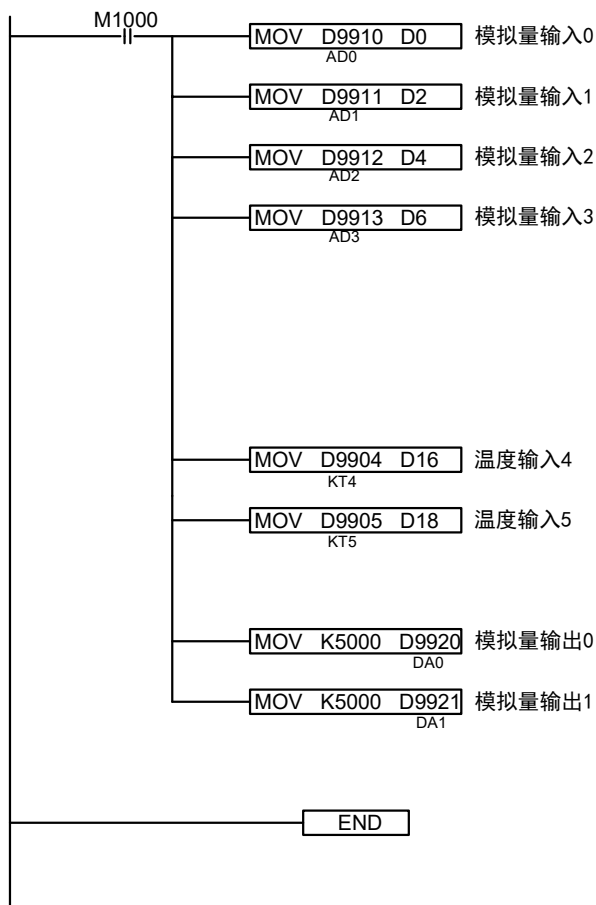 M1000
MOV D9910 D0 模拟量输入0
AD0
MOV D9911 D2 模拟量输入1
AD1
MOV D9912 D4 模拟量输入2
AD2
MOV D9913 D6 模拟量输入3
AD3
MOV D9904 D16 温度输入4
KT4
MOV D9905 D18 温度输入5
KT5
MOV K5000 D9920 模拟量输出0
DA0
MOV K5000 D9921 模拟量输出1
DA1
END